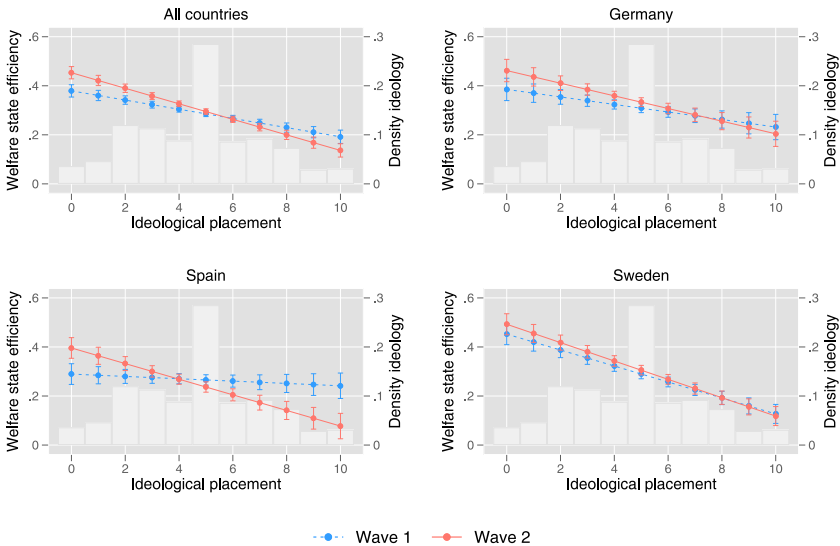 All countries
Germany
.6
.4
.2
0
Welfare state efficiency
.3
.2
.1
0
Density ideology
0 2 4 6 8 10
Ideological placement
.6
.4
.2
0
Welfare state efficiency
.3
.2
.1
0
Density ideology
0 2 4 6 8 10
Ideological placement
Spain
Sweden
.6
.4
.2
0
Welfare state efficiency
.3
.2
.1
0
Density ideology
0 2 4 6 8 10
Ideological placement
.6
.4
.2
0
Welfare state efficiency
.3
.2
.1
0
Density ideology
0 2 4 6 8 10
Ideological placement
Wave 1 Wave 2